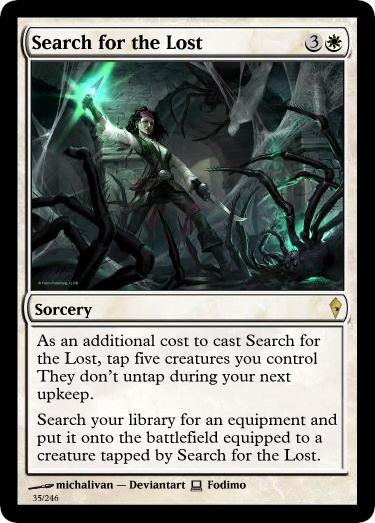 Search for the Lost 3
Sorcery
As an additional cost to cast Search for
the Lost, tap five creatures you control
They don't untap during your next
upkeep.
Search your library for an equipment and
put it onto the battlefield equipped to a
creature tapped by Search for the Lost.
michalivan — Deviantart Fodimo
35/246